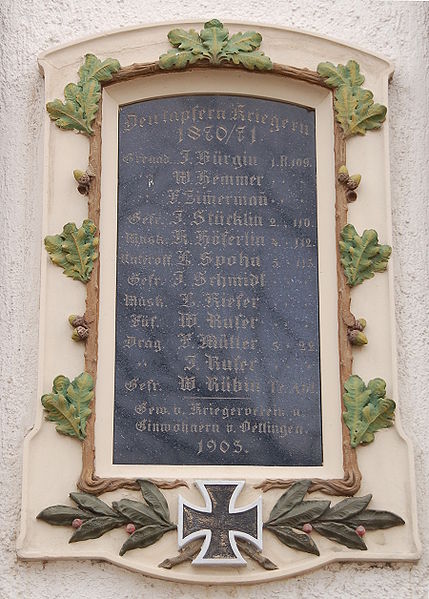 Den tapfern Kriegern
1870/71.
Grenad. J. Bürgin 1. R. 109.
" W. Hemmer
" F. Zimerman̄
Gefr. J. Stücklin 2. " 110.
Musk. K. Höferlin 4. " 112.
Unteroff. K. Spohn 5. " 113.
Gefr. J. Schmidt
Musk. L. Kiefer
Füs. W. Ruser
Drag. F. Müller 3. " 22.
" J. Ruser
Gefr. W. Rübin
Gew. v. Kriegerverein u.
Einwohnern v. Oetlingen.
1903.